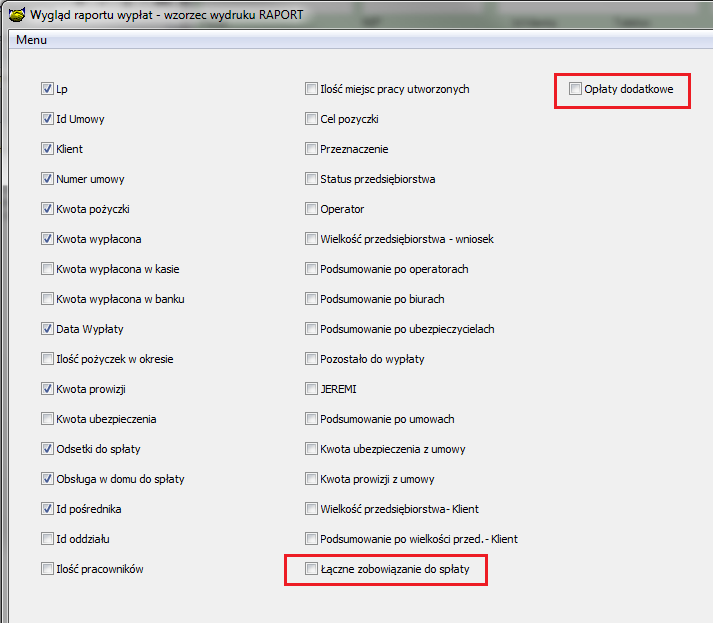 Wygląd raportu wypłat - wzorzec wydruku RAPORT
Menu
Lp
Id Umowy
Klient
Numer umowy
Kwota pożyczki
Kwota wypłacona
Kwota wypłacona w kasie
Kwota wypłacona w banku
Data Wypłaty
Ilość pożyczek w okresie
Kwota prowizji
Kwota ubezpieczenia
Odsetki do spłaty
Obsługa w domu do spłaty
Id pośrednika
Id oddziału
Ilość pracowników
Ilość miejsc pracy utworzonych
Cel pozyczki
Przeznaczenie
Status przedsiębiorstwa
Operator
Wielkość przedsiębiorstwa - wniosek
Podsumowanie po operatorach
Podsumowanie po biurach
Podsumowanie po ubezpieczycielach
Pozostało do wypłaty
JEREMI
Podsumowanie po umowach
Kwota ubezpieczenia z umowy
Kwota prowizji z umowy
Wielkość przedsiębiorstwa- Klient
Podsumowanie po wielkości przed.- Klient
Łączne zobowiązanie do spłaty
Opłaty dodatkowe